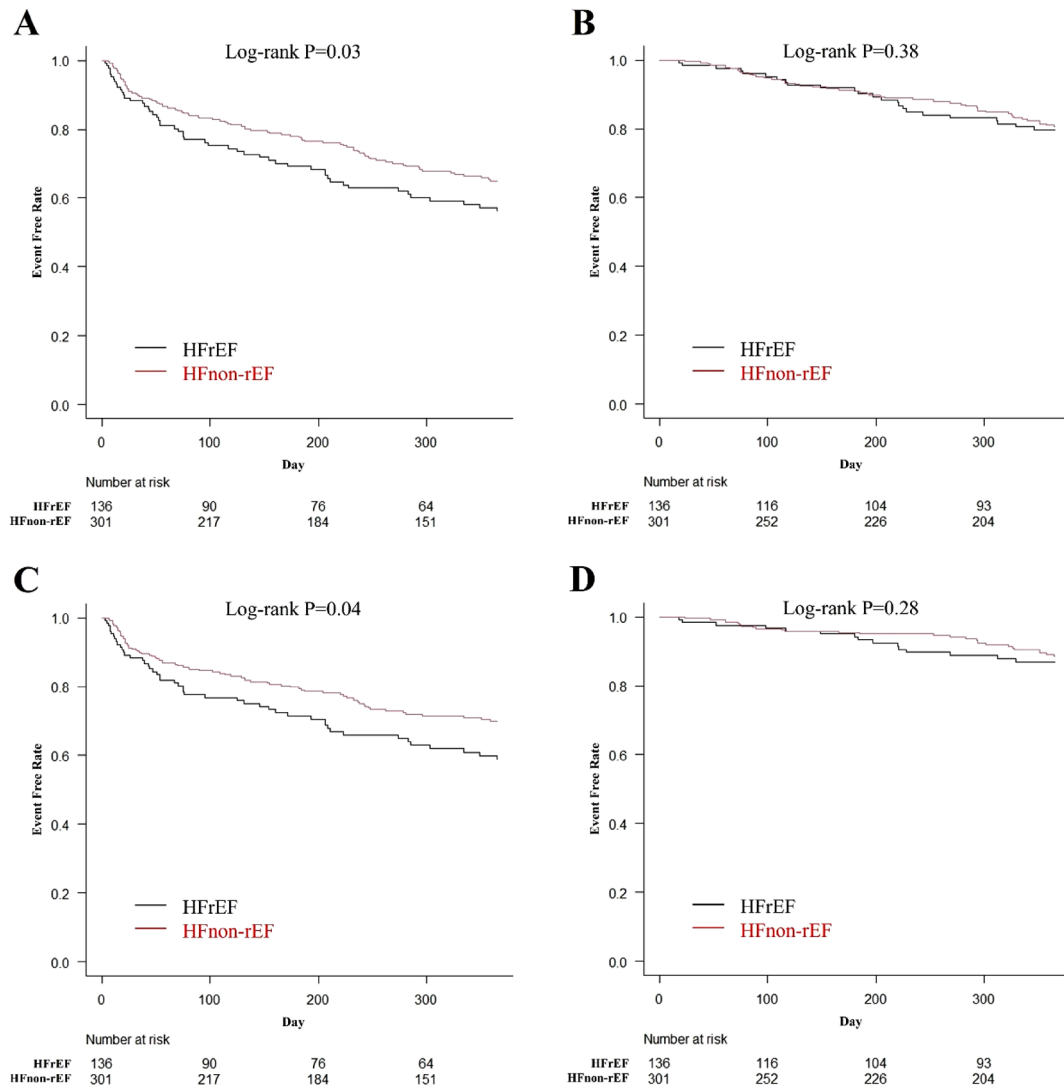 A
Log-rank P=0.03
1.0
0.8
0.6
0.4
0.2
0.0
Event Free Rate
HFrEF
HFnon-rEF
0 100 200 300
Day
Number at risk
HFrEF 136 90 76 64
HFnon-rEF 301 217 184 151
B
Log-rank P=0.38
1.0
0.8
0.6
0.4
0.2
0.0
Event Free Rate
HFrEF
HFnon-rEF
0 100 200 300
Day
Number at risk
HFrEF 136 116 104 93
HFnon-rEF 301 252 226 204
C
Log-rank P=0.04
1.0
0.8
0.6
0.4
0.2
0.0
Event Free Rate
HFrEF
HFnon-rEF
0 100 200 300
Day
Number at risk
HFrEF 136 90 76 64
HFnon-rEF 301 217 184 151
D
Log-rank P=0.28
1.0
0.8
0.6
0.4
0.2
0.0
Event Free Rate
HFrEF
HFnon-rEF
0 100 200 300
Day
Number at risk
HFrEF 136 116 104 93
HFnon-rEF 301 252 226 204